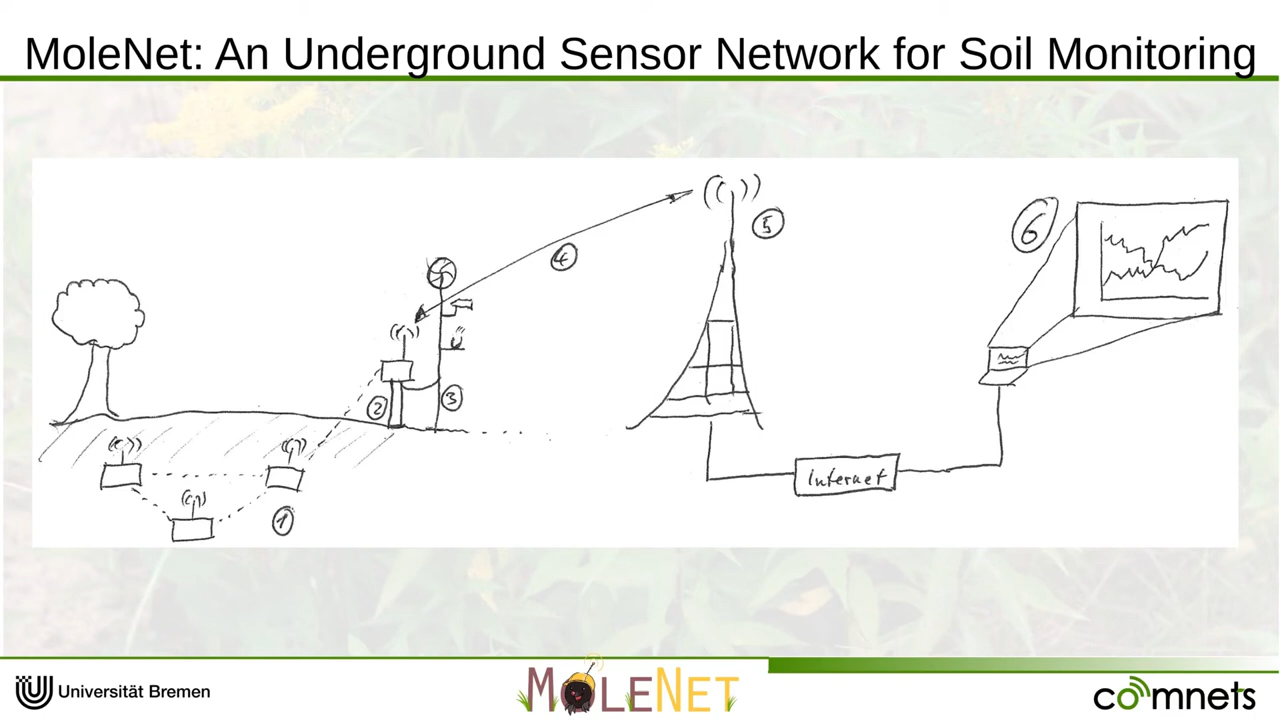 MoleNet: An Underground Sensor Network for Soil Monitoring
5
6
4
2
3
Internet
1
Universität Bremen
MOLENET
comnets